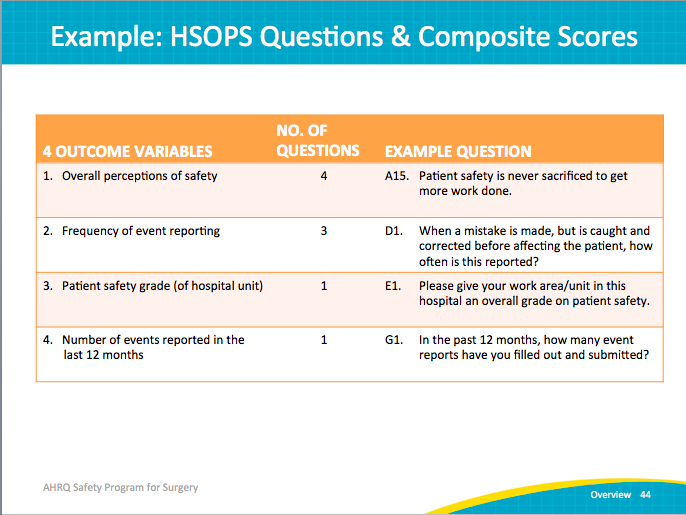 Example: HSOPS Questions & Composite Scores
4 OUTCOME VARIABLES
NO. OF
QUESTIONS
EXAMPLE QUESTION
1. Overall perceptions of safety
4
A15. Patient safety is never sacrificed to get
more work done.
2. Frequency of event reporting
3
D1. When a mistake is made, but is caught and
corrected before affecting the patient, how
often is this reported?
3. Patient safety grade (of hospital unit)
1
E1. Please give your work area/unit in this
hospital an overall grade on patient safety.
4. Number of events reported in the
last 12 months
1
G1. In the past 12 months, how many event
reports have you filled out and submitted?
AHRQ Safety Program for Surgery
Overview 44